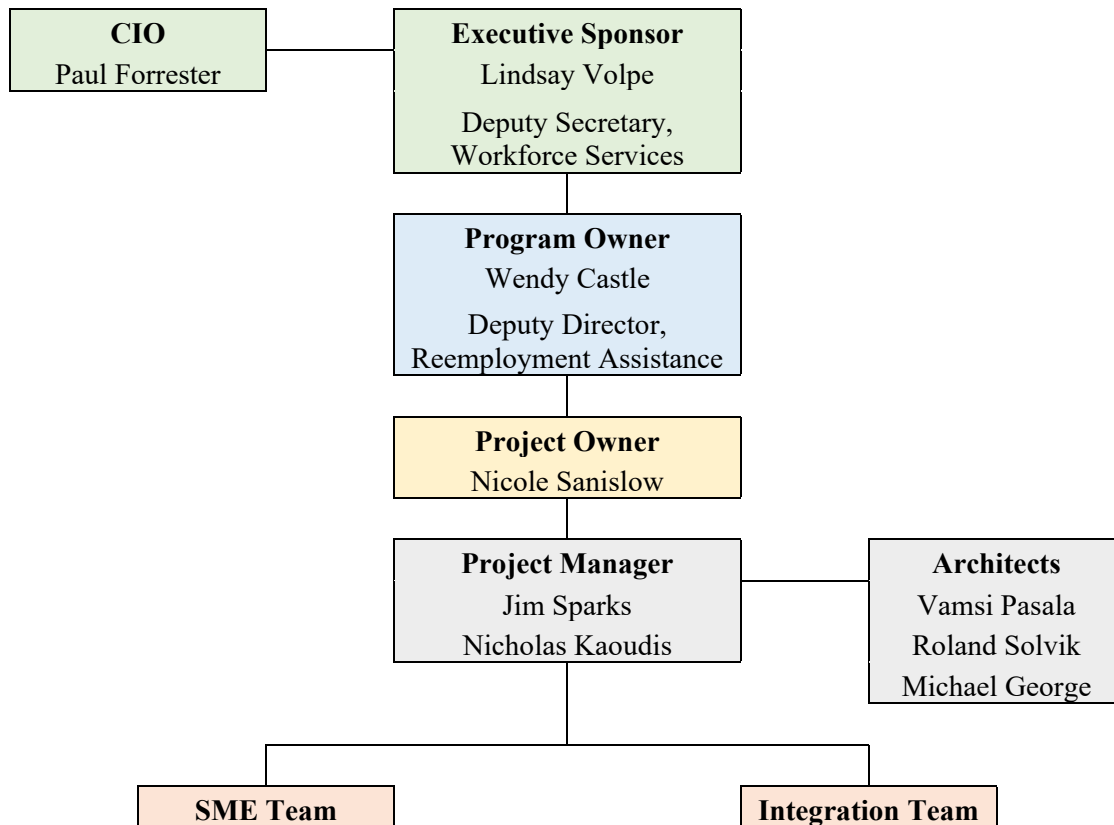 CIO
Paul Forrester
Executive Sponsor
Lindsay Volpe
Deputy Secretary,
Workforce Services
Program Owner
Wendy Castle
Deputy Director,
Reemployment Assistance
Project Owner
Nicole Sanislow
Project Manager
Jim Sparks
Nicholas Kaoudis
Architects
Vamsi Pasala
Roland Solvik
Michael George
SME Team
Integration Team